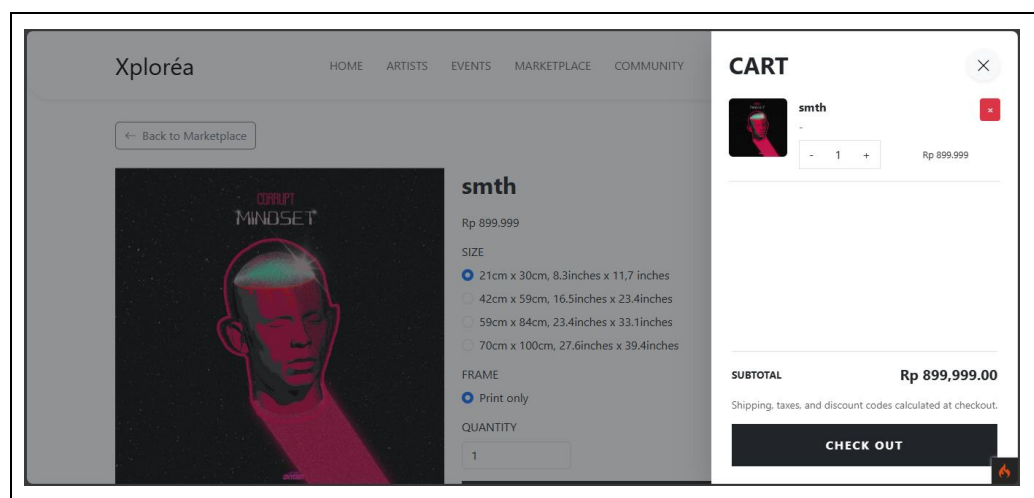 Xploréa
HOME ARTISTS EVENTS MARKETPLACE COMMUNITY
← Back to Marketplace
CORRUPT
MINDSET
smth
Rp 899.999
SIZE
21cm x 30cm, 8.3inches x 11,7 inches
42cm x 59cm, 16.5inches x 23.4inches
59cm x 84cm, 23.4inches x 33.1inches
70cm x 100cm, 27.6inches x 39.4inches
FRAME
Print only
QUANTITY
1
CART
×
smth
×
-
- 1 + Rp 899.999
SUBTOTAL Rp 899,999.00
Shipping, taxes, and discount codes calculated at checkout.
CHECK OUT